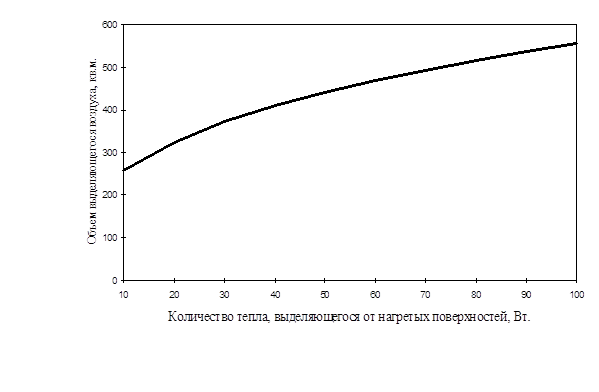 600
500
400
300
200
100
0
Объем выделяющегося воздуха, кв.м.
10 20 30 40 50 60 70 80 90 100
Количество тепла, выделяющегося от нагретых поверхностей, Вт.